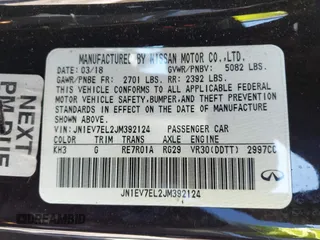 MANUFACTURED BY NISSAN MOTOR CO.,LTD.
DATE: 03/18 GVWR/PNBV: 5082 LBS.
GAWR/PNBE FR: 2701 LBS. RR: 2392 LBS.
THIS VEHICLE CONFORMS TO ALL APPLICABLE FEDERAL
MOTOR VEHICLE SAFETY, BUMPER, AND THEFT
PREVENTION STANDARDS IN EFFECT ON THE DATE
OF MANUFACTURE SHOWN ABOVE.
VIN: JN1EV7EL2JM392124 PASSENGER CAR
COLOR TRIM TRANS AXLE ENGINE
KH3 G RE7R01A RG29 VR30(DDTT) 2997CC
JN1EV7EL2JM392124
INFINITI
NEXT
DREAMBID